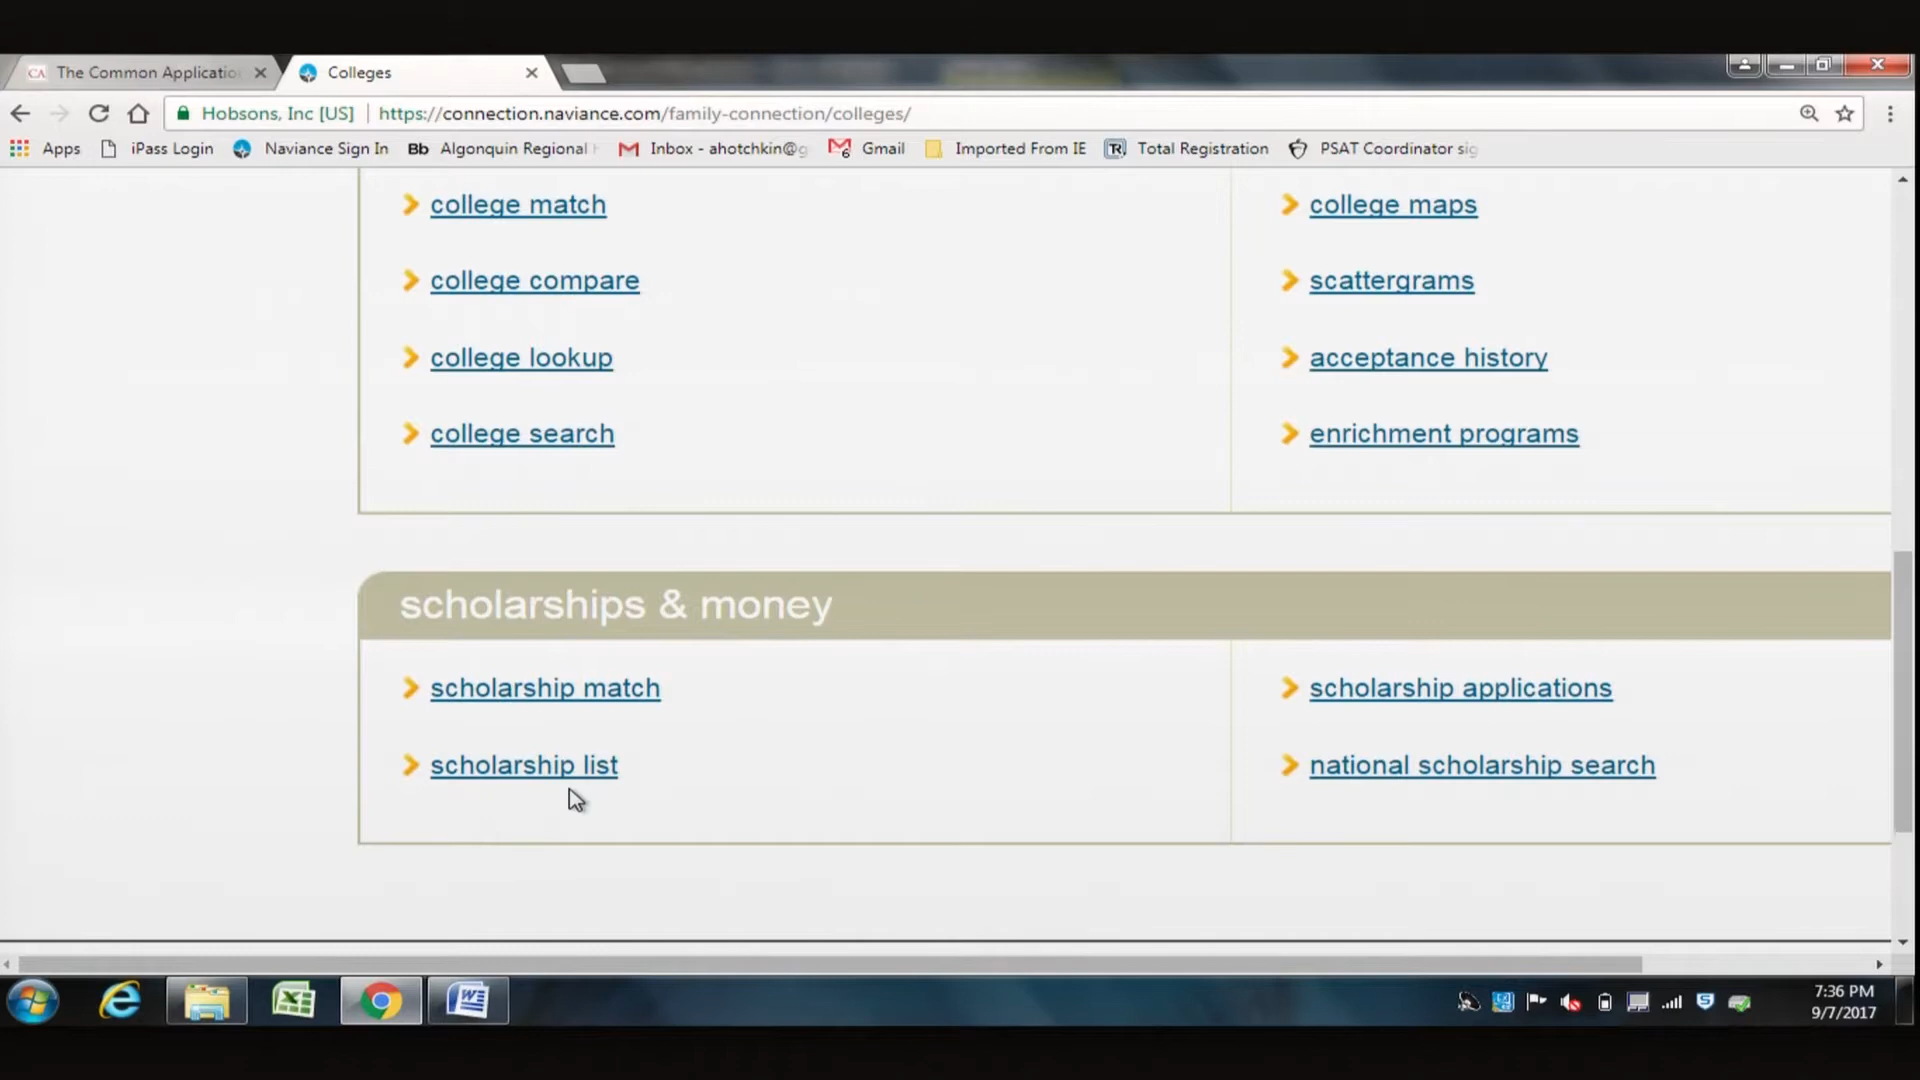 CA The Common Applicatio
Colleges
Hobsons, Inc [US] https://connection.naviance.com/family-connection/colleges/
Apps iPass Login Naviance Sign In Bb Algonquin Regional Inbox - ahotchkin@g Gmail Imported From IE Total Registration PSAT Coordinator sig
college match college maps
college compare scattergrams
college lookup acceptance history
college search enrichment programs
scholarships & money
scholarship match scholarship applications
scholarship list national scholarship search
7:36 PM
9/7/2017